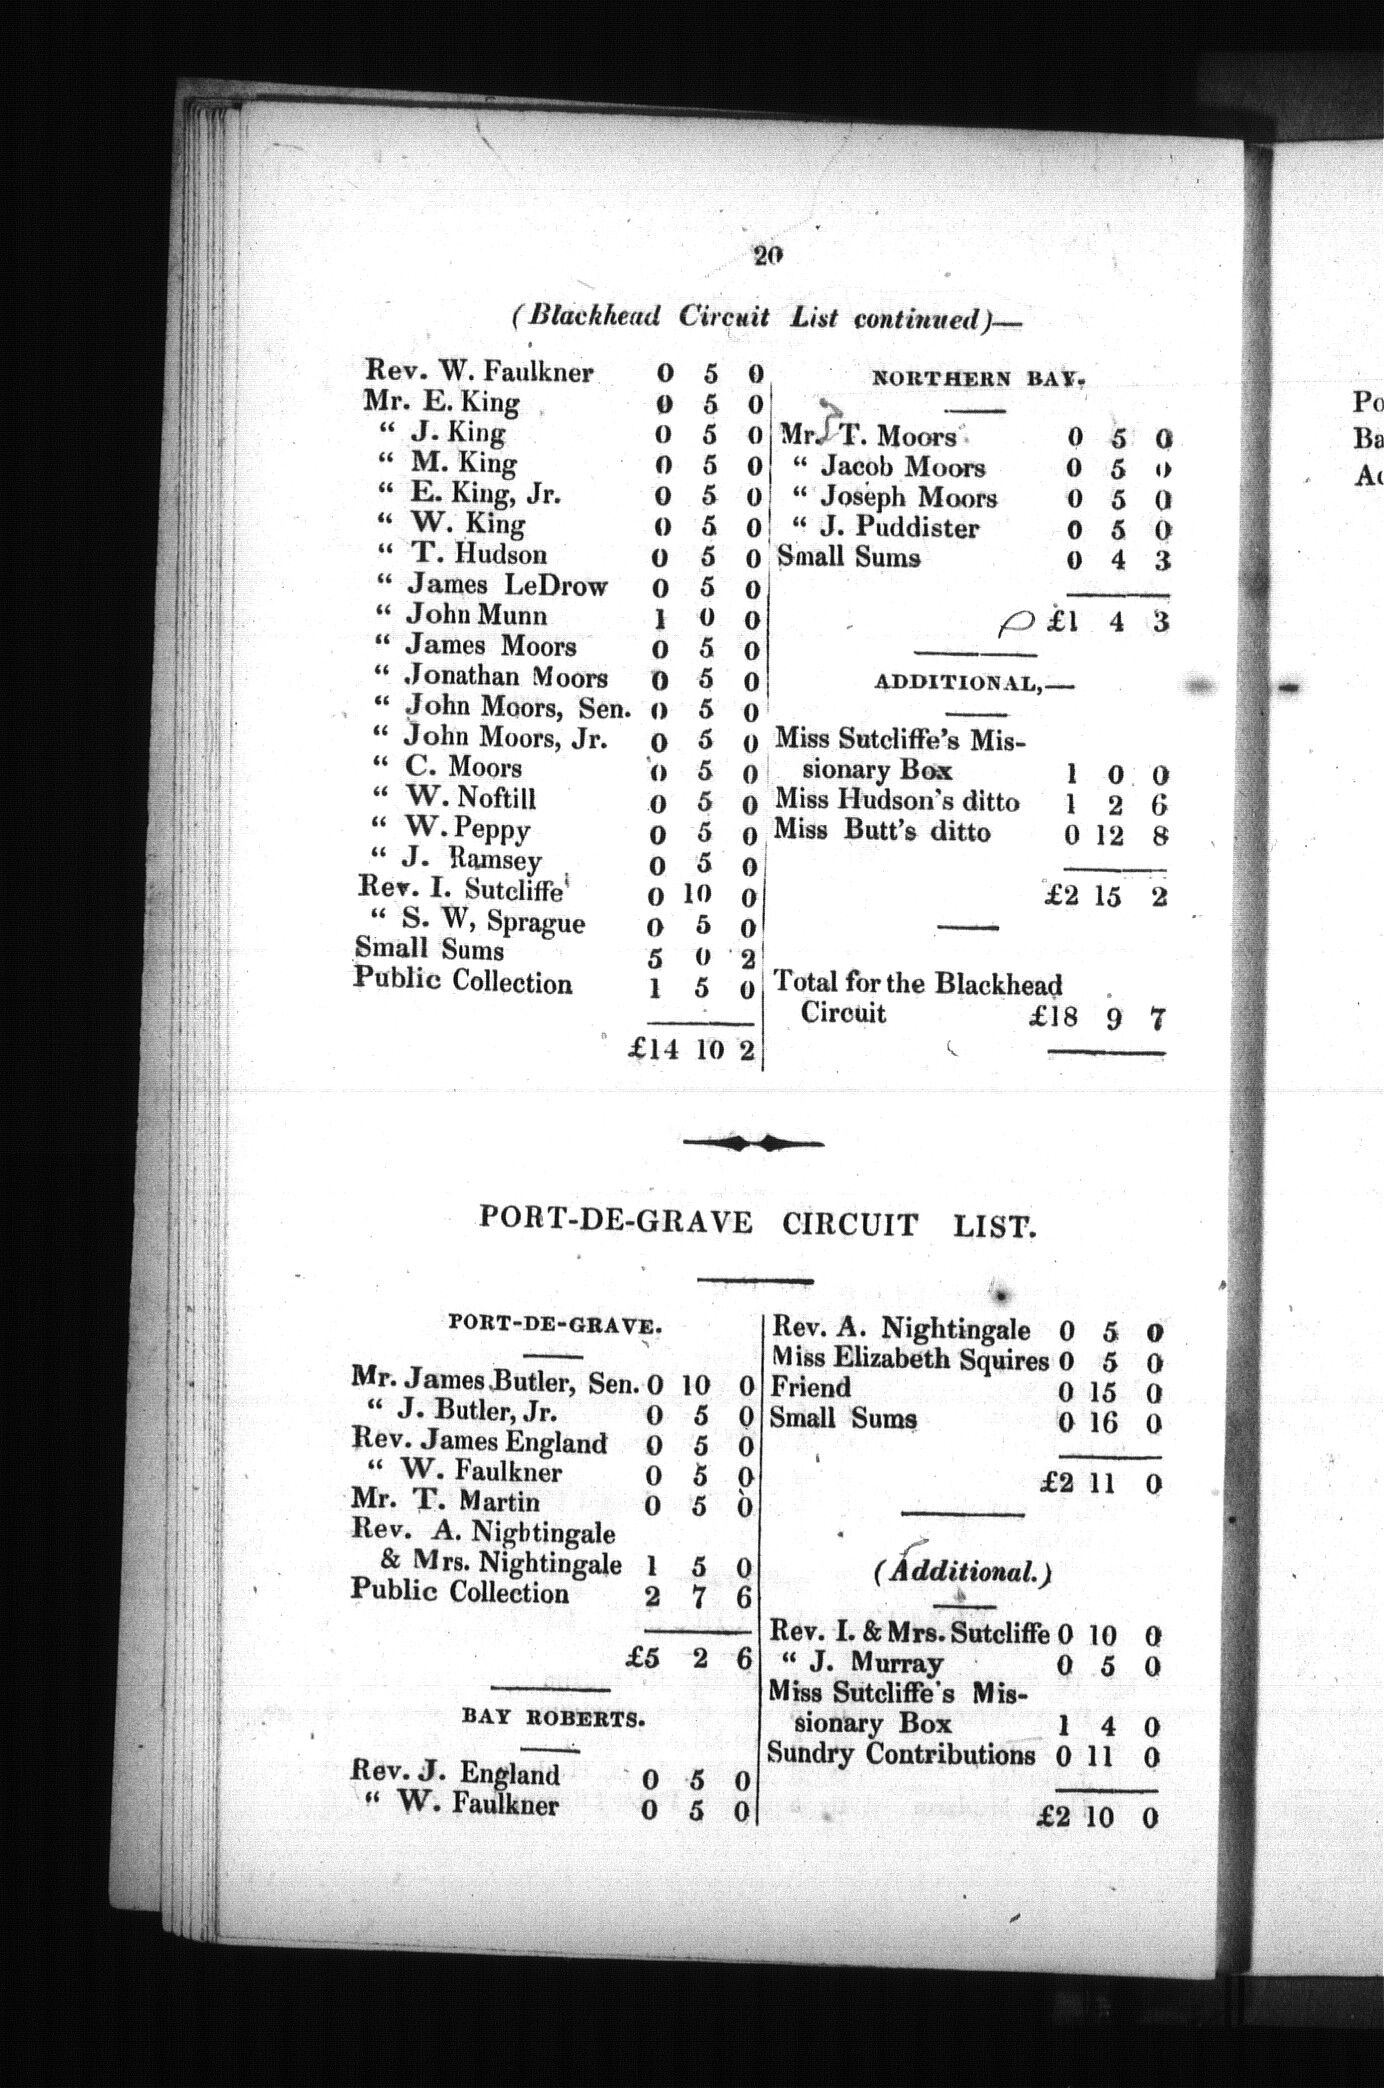 20
(Blackhead Circuit List continued)—
Rev. W. Faulkner 0 5 0
Mr. E. King 0 5 0
“ J. King 0 5 0
“ M. King 0 5 0
“ E. King, Jr. 0 5 0
“ W. King 0 5 0
“ T. Hudson 0 5 0
“ James LeDrow 0 5 0
“ John Munn 1 0 0
“ James Moors 0 5 0
“ Jonathan Moors 0 5 0
“ John Moors, Sen. 0 5 0
“ John Moors, Jr. 0 5 0
“ C. Moors 0 5 0
“ W. Noftill 0 5 0
“ W. Peppy 0 5 0
“ J. Ramsey 0 5 0
Rev. I. Sutcliffe 0 10 0
“ S. W, Sprague 0 5 0
Small Sums 5 0 2
Public Collection 1 5 0
£14 10 2
NORTHERN BAY.
Mr. T. Moors 0 5 0
“ Jacob Moors 0 5 0
“ Joseph Moors 0 5 0
“ J. Puddister 0 5 0
Small Sums 0 4 3
£1 4 3
ADDITIONAL,—
Miss Sutcliffe's Mis-
sionary Box 1 0 0
Miss Hudson's ditto 1 2 6
Miss Butt's ditto 0 12 8
£2 15 2
Total for the Blackhead
Circuit £18 9 7
PORT-DE-GRAVE CIRCUIT LIST.
PORT-DE-GRAVE.
Mr. James Butler, Sen. 0 10 0
“ J. Butler, Jr. 0 5 0
Rev. James England 0 5 0
“ W. Faulkner 0 5 0
Mr. T. Martin 0 5 0
Rev. A. Nightingale
& Mrs. Nightingale 1 5 0
Public Collection 2 7 6
£5 2 6
BAY ROBERTS.
Rev. J. England 0 5 0
“ W. Faulkner 0 5 0
Rev. A. Nightingale 0 5 0
Miss Elizabeth Squires 0 5 0
Friend 0 15 0
Small Sums 0 16 0
£2 11 0
(Additional.)
Rev. I. & Mrs. Sutcliffe 0 10 0
“ J. Murray 0 5 0
Miss Sutcliffe's Mis-
sionary Box 1 4 0
Sundry Contributions 0 11 0
£2 10 0
Po
Ba